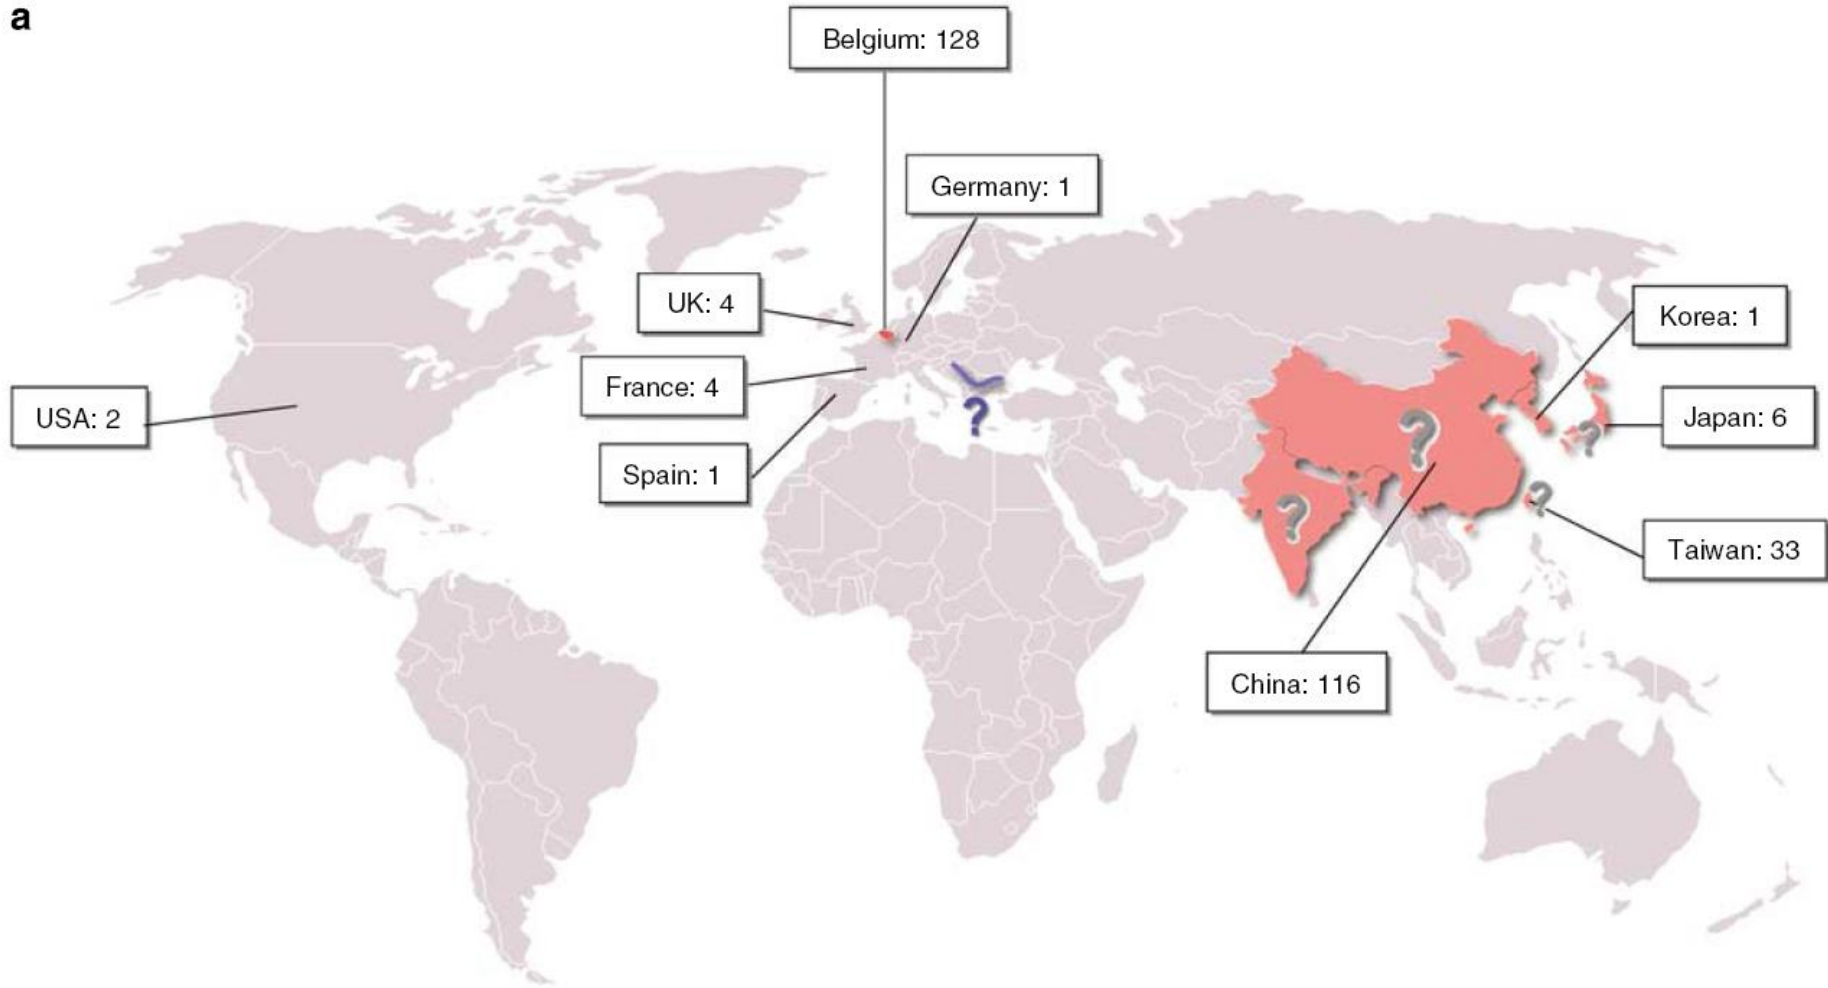 a
Belgium: 128
Germany: 1
UK: 4
Korea: 1
France: 4
USA: 2
Japan: 6
Spain: 1
?
?
?
?
?
Taiwan: 33
China: 116